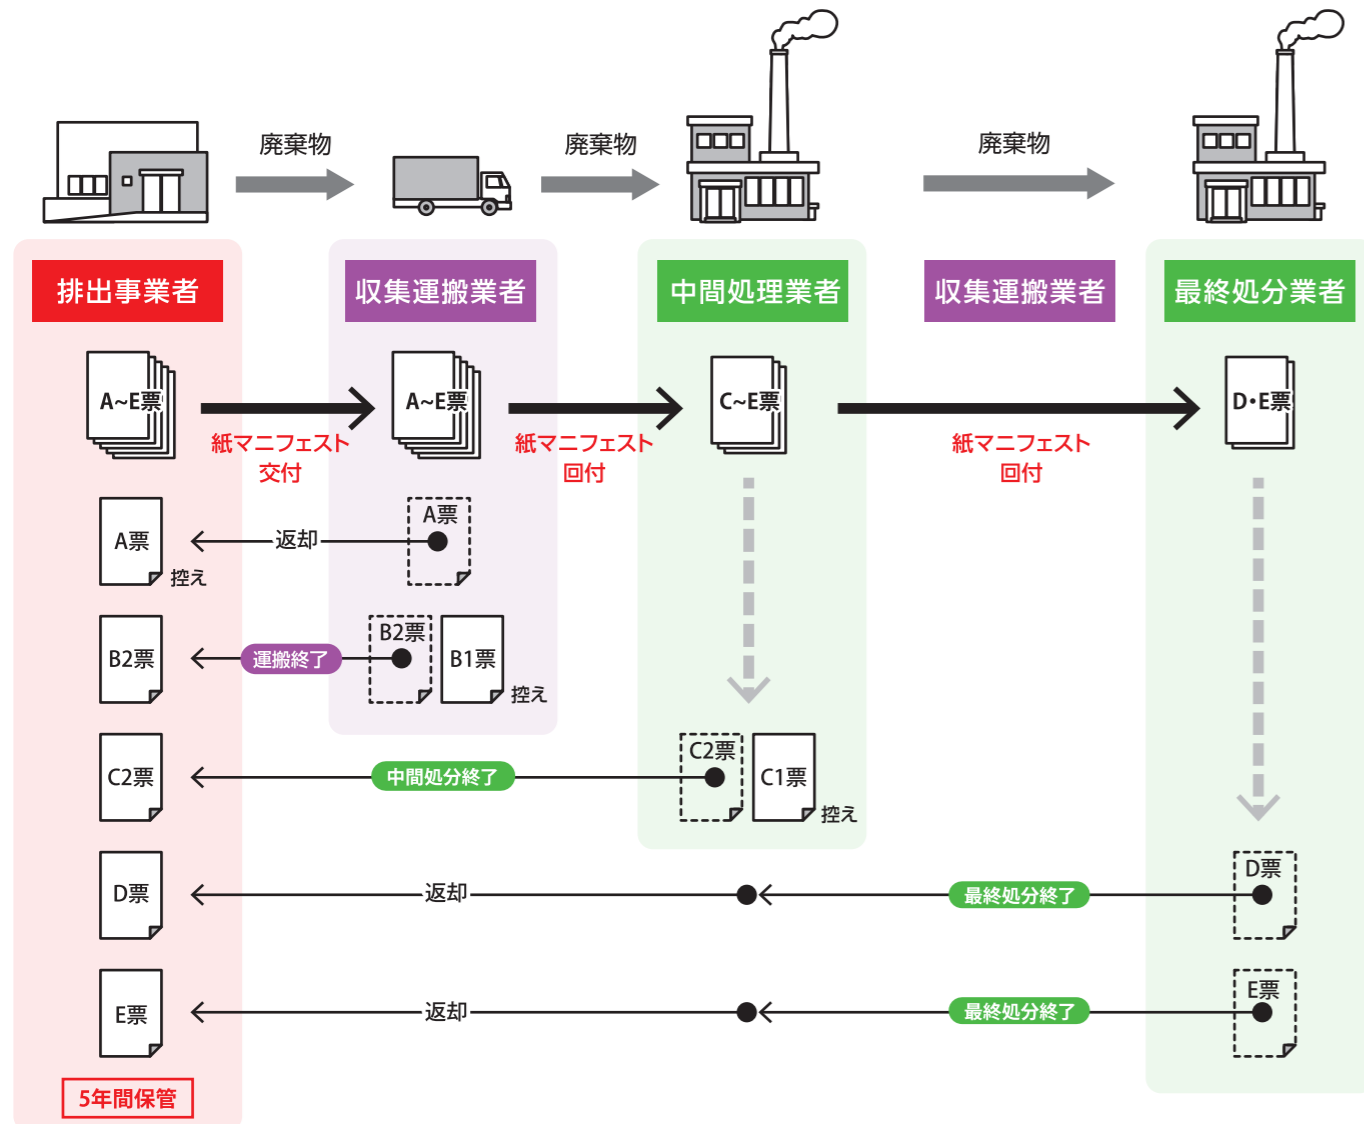 廃棄物
廃棄物
廃棄物
排出事業者
収集運搬業者
中間処理業者
収集運搬業者
最終処分業者
A~E票
A~E票
C~E票
D・E票
紙マニフェスト
交付
紙マニフェスト
回付
紙マニフェスト
回付
A票
控え
返却
A票
B2票
運搬終了
B2票
B1票
控え
C2票
中間処分終了
C2票
C1票
控え
D票
返却
最終処分終了
D票
E票
返却
最終処分終了
E票
5年間保管